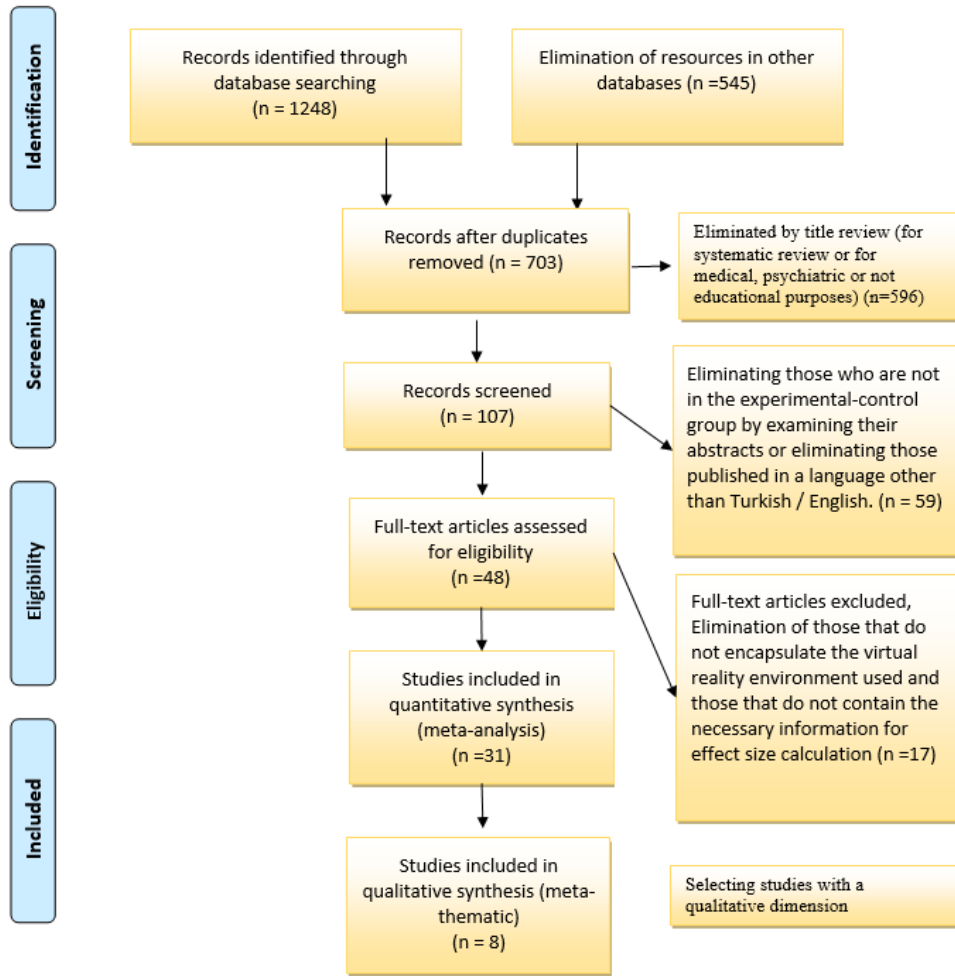 Identification
Records identified through
database searching
(n = 1248)
Elimination of resources in other
databases (n =545)
Records after duplicates
removed (n = 703)
Eliminated by title review (for
systematic review or for
medical, psychiatric or not
educational purposes) (n=596)
Screening
Records screened
(n = 107)
Eliminating those who are not
in the experimental-control
group by examining their
abstracts or eliminating those
published in a language other
than Turkish / English. (n = 59)
Eligibility
Full-text articles assessed
for eligibility
(n =48)
Full-text articles excluded,
Elimination of those that do
not encapsulate the virtual
reality environment used and
those that do not contain the
necessary information for
effect size calculation (n =17)
Studies included in
quantitative synthesis
(meta-analysis)
(n =31)
Included
Studies included in
qualitative synthesis (meta-
thematic)
(n = 8)
Selecting studies with a
qualitative dimension